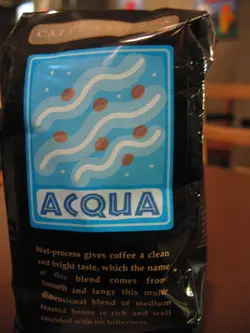 CAFFÈ
ACQUA
Wet-process gives coffee a clean
and bright taste, which the name
of this blend comes from.
Smooth and tangy this multi-
dimensional blend of medium
roasted beans is rich and well
rounded with no bitterness.